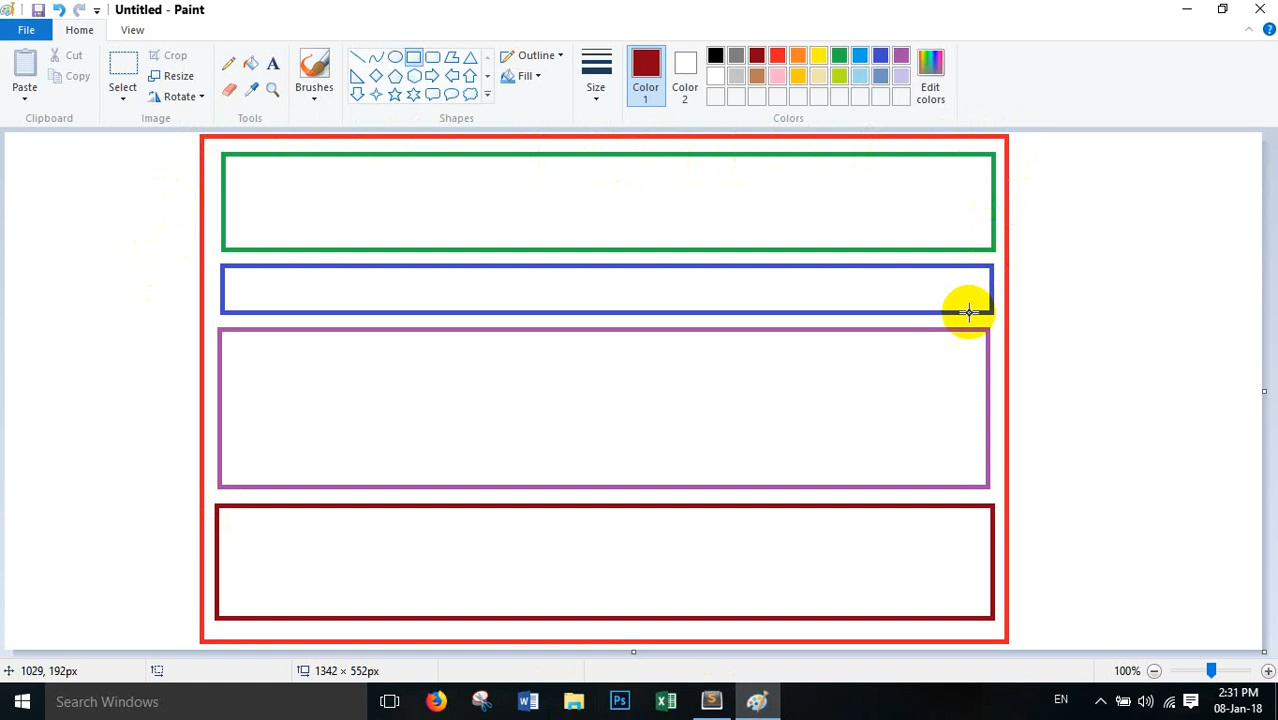 Untitled - Paint
File
Home
View
Cut
Copy
Paste
Clipboard
Crop
Resize
Rotate
Select
Image
Tools
Brushes
Outline
Fill
Shapes
Size
Color 1
Color 2
Edit colors
Colors
1029, 192px
1342 × 552px
100%
Search Windows
EN
2:31 PM
08-Jan-18